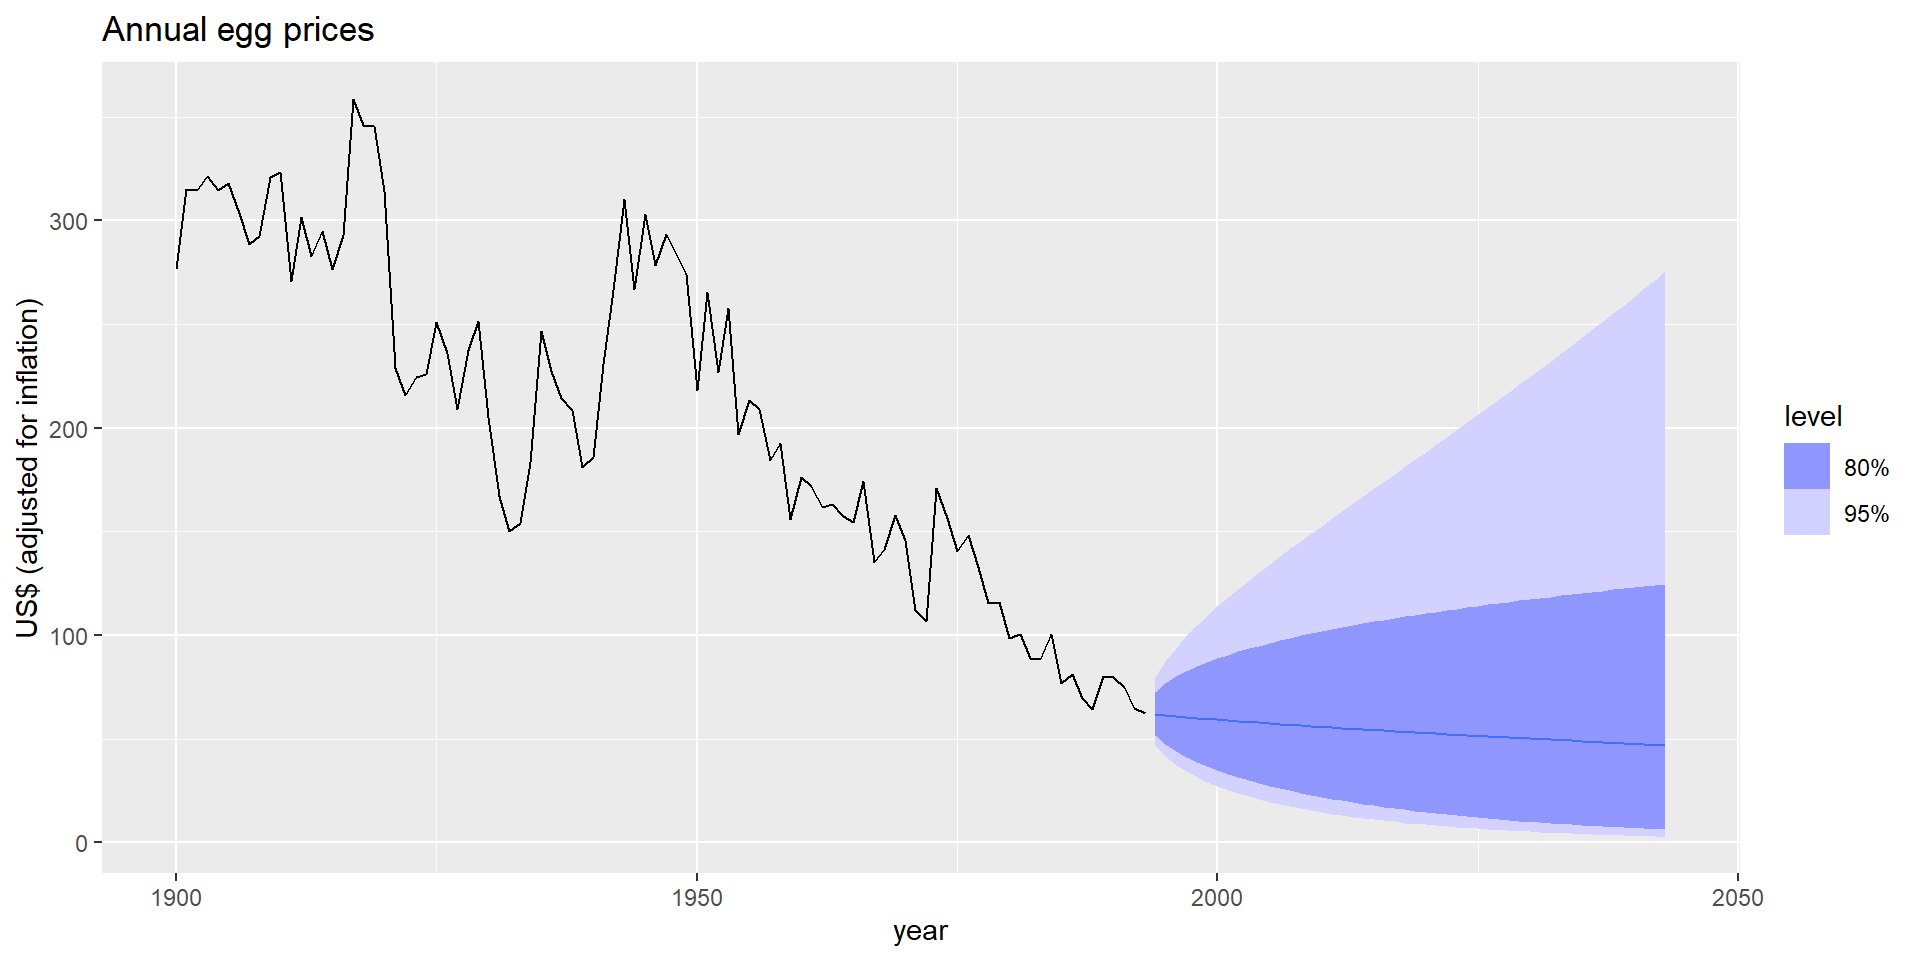 Annual egg prices
US$ (adjusted for inflation)
300
200
100
0
1900
1950
2000
2050
year
level
80%
95%